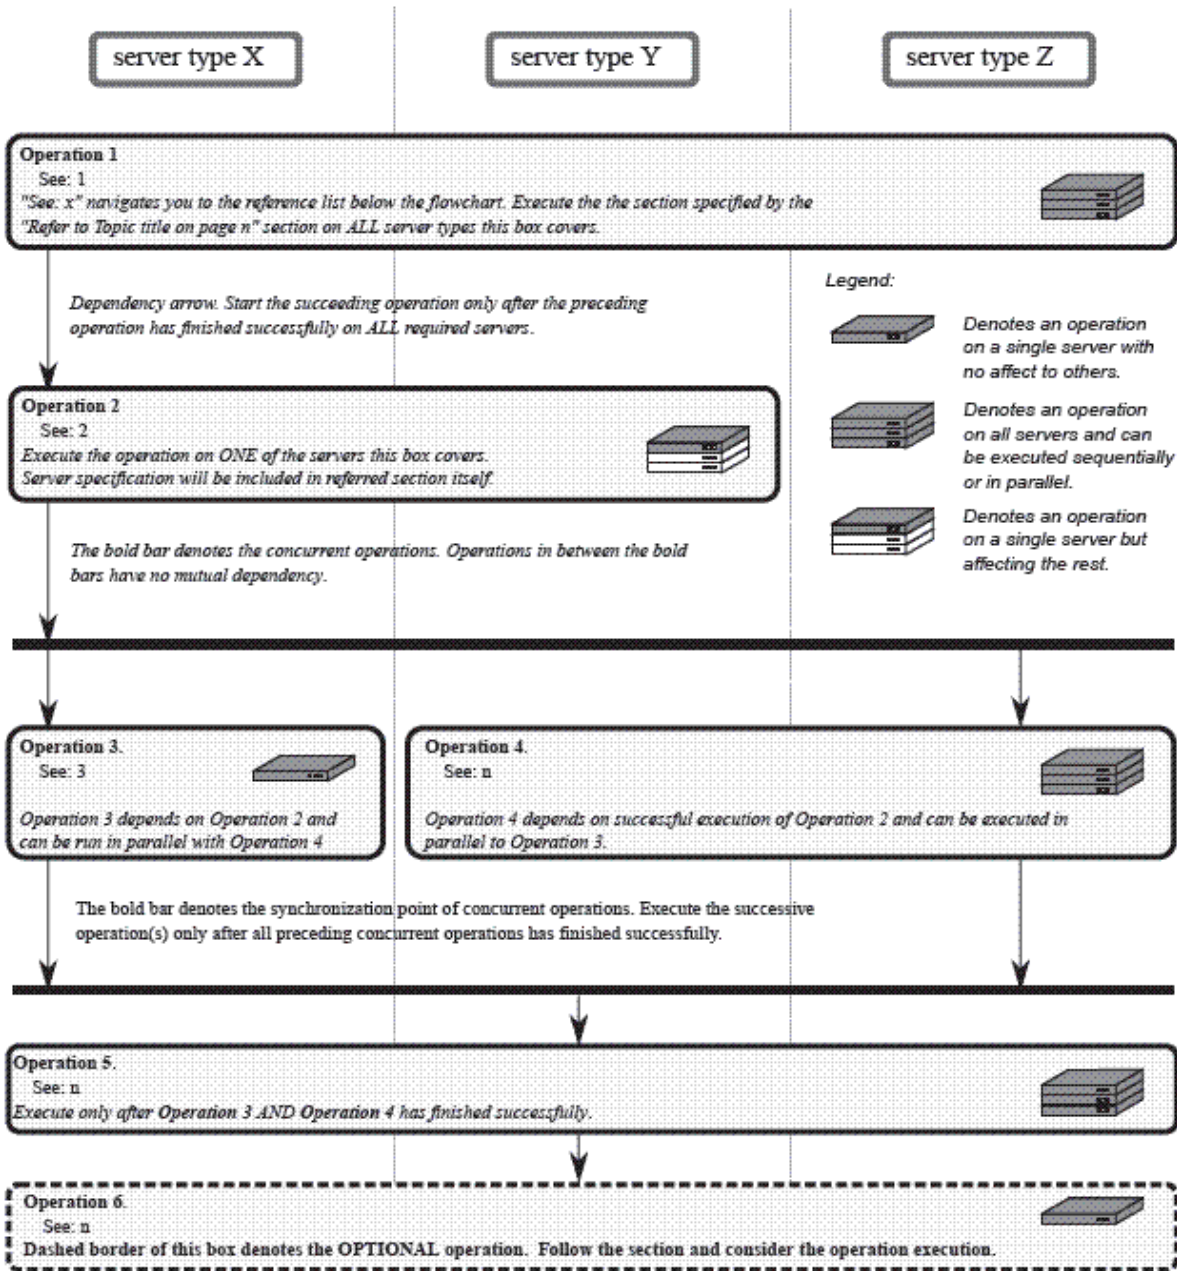 server type X
server type Y
server type Z
Operation 1
See: 1
"See: x" navigates you to the reference list below the flowchart. Execute the the section specified by the
"Refer to Topic title on page n" section on ALL server types this box covers.
Dependency arrow. Start the succeeding operation only after the preceding
operation has finished successfully on ALL required servers.
Legend:
Denotes an operation
on a single server with
no affect to others.
Denotes an operation
on all servers and can
be executed sequentially
or in parallel.
Denotes an operation
on a single server but
affecting the rest.
Operation 2
See: 2
Execute the operation on ONE of the servers this box covers.
Server specification will be included in referred section itself.
The bold bar denotes the concurrent operations. Operations in between the bold
bars have no mutual dependency.
Operation 3.
See: 3
Operation 3 depends on Operation 2 and
can be run in parallel with Operation 4
Operation 4.
See: n
Operation 4 depends on successful execution of Operation 2 and can be executed in
parallel to Operation 3.
The bold bar denotes the synchronization point of concurrent operations. Execute the successive
operation(s) only after all preceding concurrent operations has finished successfully.
Operation 5.
See: n
Execute only after Operation 3 AND Operation 4 has finished successfully.
Operation 6.
See: n
Dashed border of this box denotes the OPTIONAL operation. Follow the section and consider the operation execution.